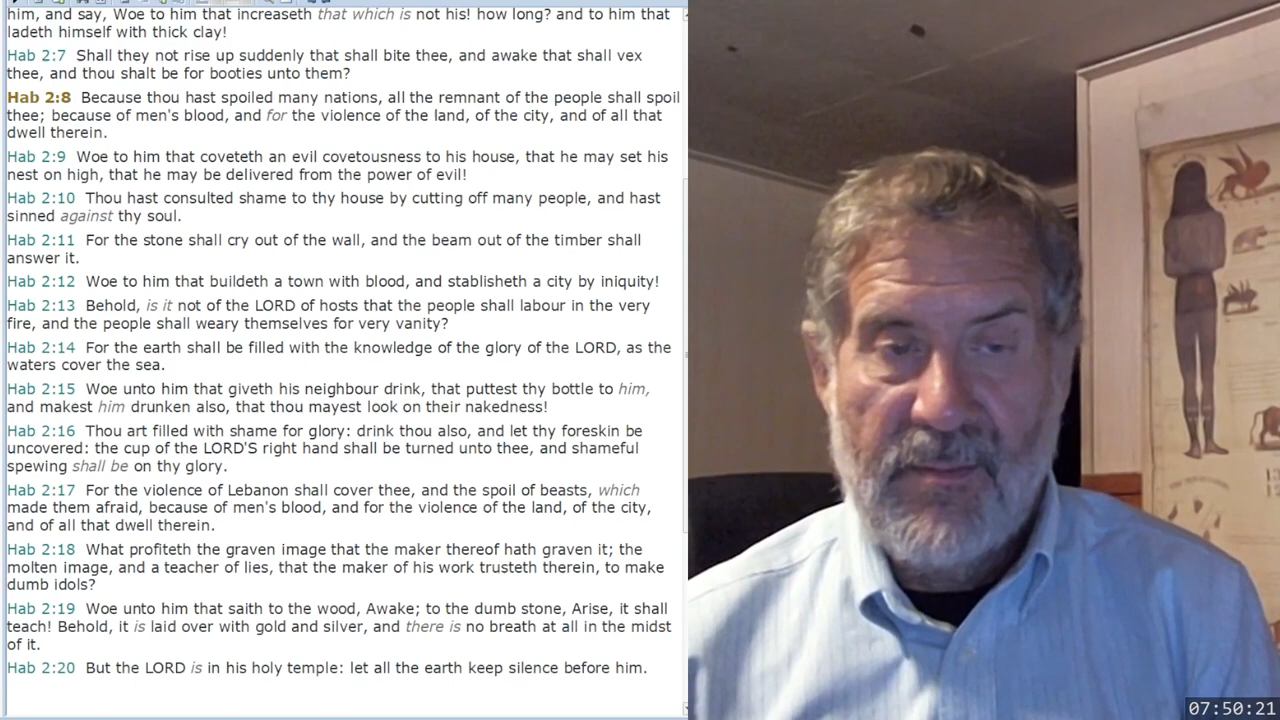 him, and say, Woe to him that increaseth that which is not his! how long? and to him that
ladeth himself with thick clay!
Hab 2:7 Shall they not rise up suddenly that shall bite thee, and awake that shall vex
thee, and thou shalt be for booties unto them?
Hab 2:8 Because thou hast spoiled many nations, all the remnant of the people shall spoil
thee; because of men's blood, and for the violence of the land, of the city, and of all that
dwell therein.
Hab 2:9 Woe to him that coveteth an evil covetousness to his house, that he may set his
nest on high, that he may be delivered from the power of evil!
Hab 2:10 Thou hast consulted shame to thy house by cutting off many people, and hast
sinned against thy soul.
Hab 2:11 For the stone shall cry out of the wall, and the beam out of the timber shall
answer it.
Hab 2:12 Woe to him that buildeth a town with blood, and stablisheth a city by iniquity!
Hab 2:13 Behold, is it not of the LORD of hosts that the people shall labour in the very
fire, and the people shall weary themselves for very vanity?
Hab 2:14 For the earth shall be filled with the knowledge of the glory of the LORD, as the
waters cover the sea.
Hab 2:15 Woe unto him that giveth his neighbour drink, that puttest thy bottle to him,
and makest him drunken also, that thou mayest look on their nakedness!
Hab 2:16 Thou art filled with shame for glory: drink thou also, and let thy foreskin be
uncovered: the cup of the LORD'S right hand shall be turned unto thee, and shameful
spewing shall be on thy glory.
Hab 2:17 For the violence of Lebanon shall cover thee, and the spoil of beasts, which
made them afraid, because of men's blood, and for the violence of the land, of the city,
and of all that dwell therein.
Hab 2:18 What profiteth the graven image that the maker thereof hath graven it; the
molten image, and a teacher of lies, that the maker of his work trusteth therein, to make
dumb idols?
Hab 2:19 Woe unto him that saith to the wood, Awake; to the dumb stone, Arise, it shall
teach! Behold, it is laid over with gold and silver, and there is no breath at all in the midst
of it.
Hab 2:20 But the LORD is in his holy temple: let all the earth keep silence before him.
07:50:21